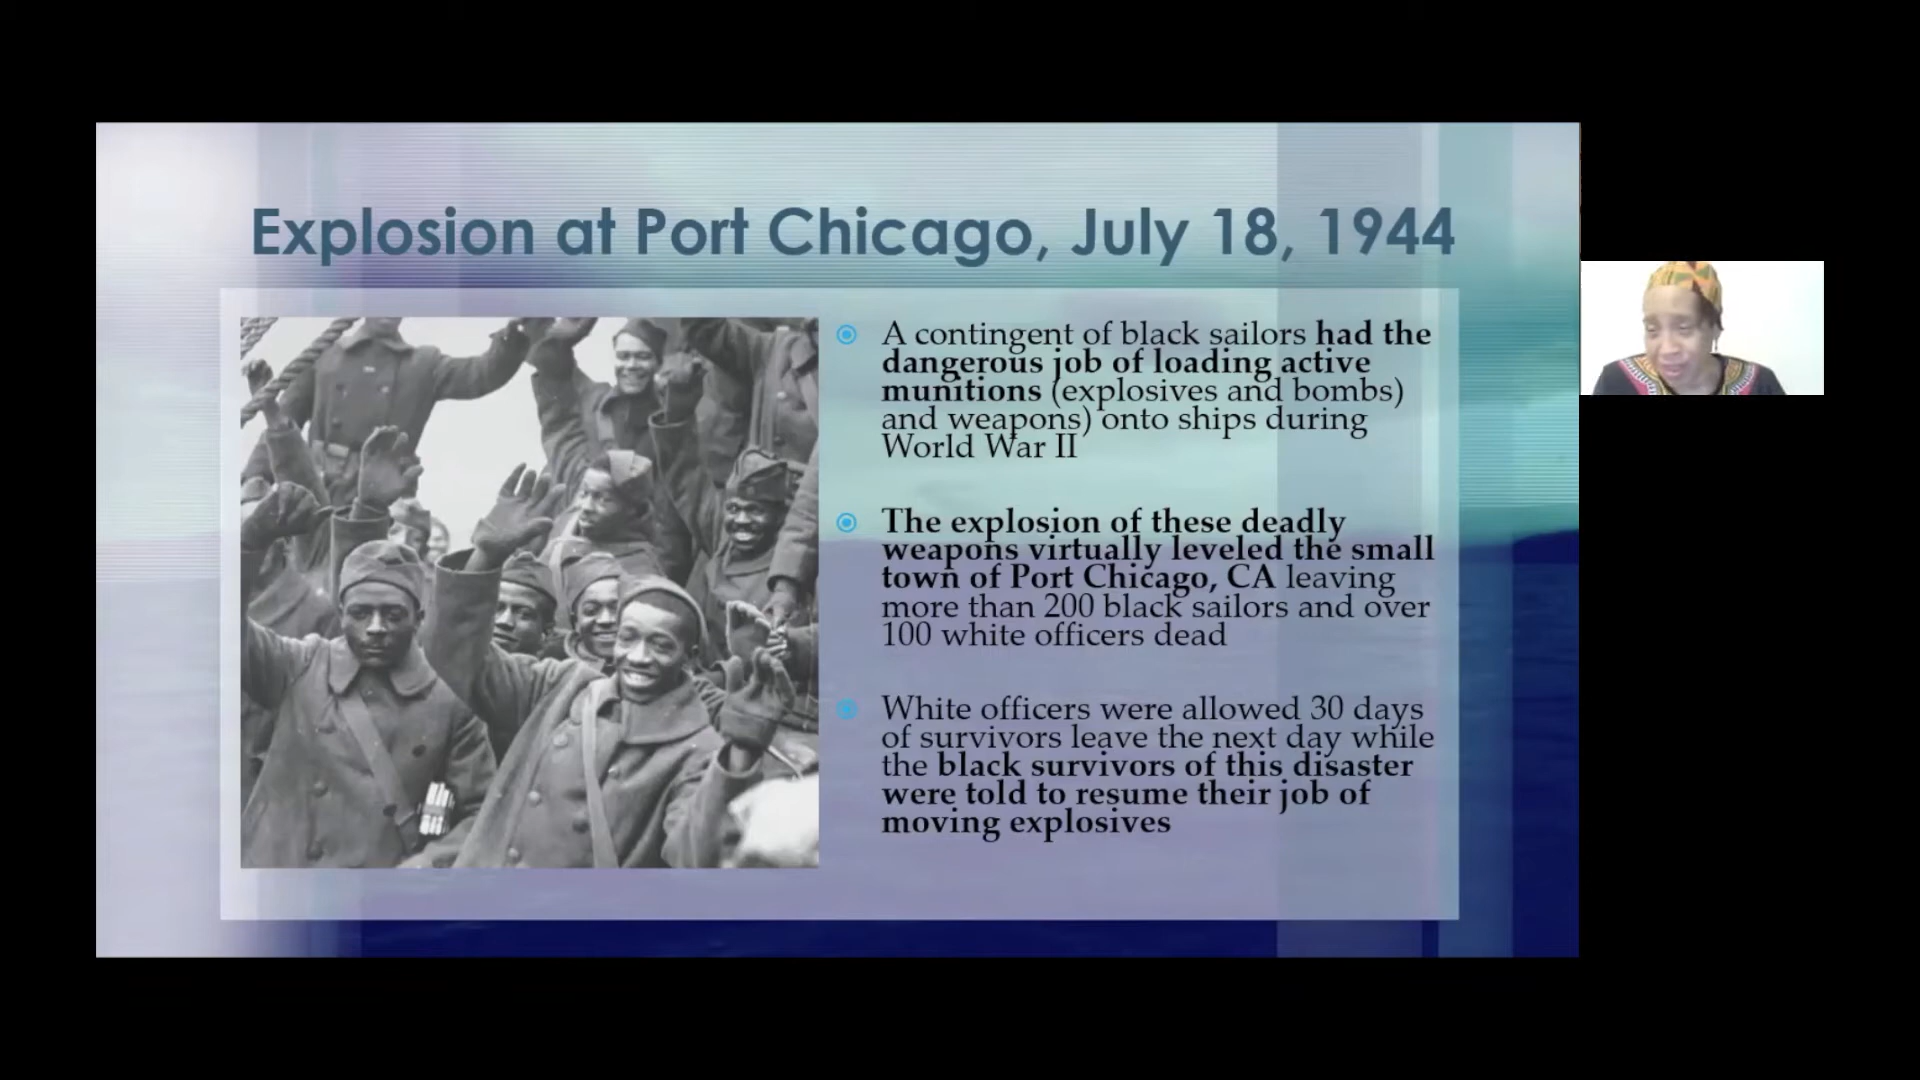 Explosion at Port Chicago, July 18, 1944
A contingent of black sailors had the
dangerous job of loading active
munitions (explosives and bombs)
and weapons) onto ships during
World War II
The explosion of these deadly
weapons virtually leveled the small
town of Port Chicago, CA leaving
more than 200 black sailors and over
100 white officers dead
White officers were allowed 30 days
of survivors leave the next day while
the black survivors of this disaster
were told to resume their job of
moving explosives